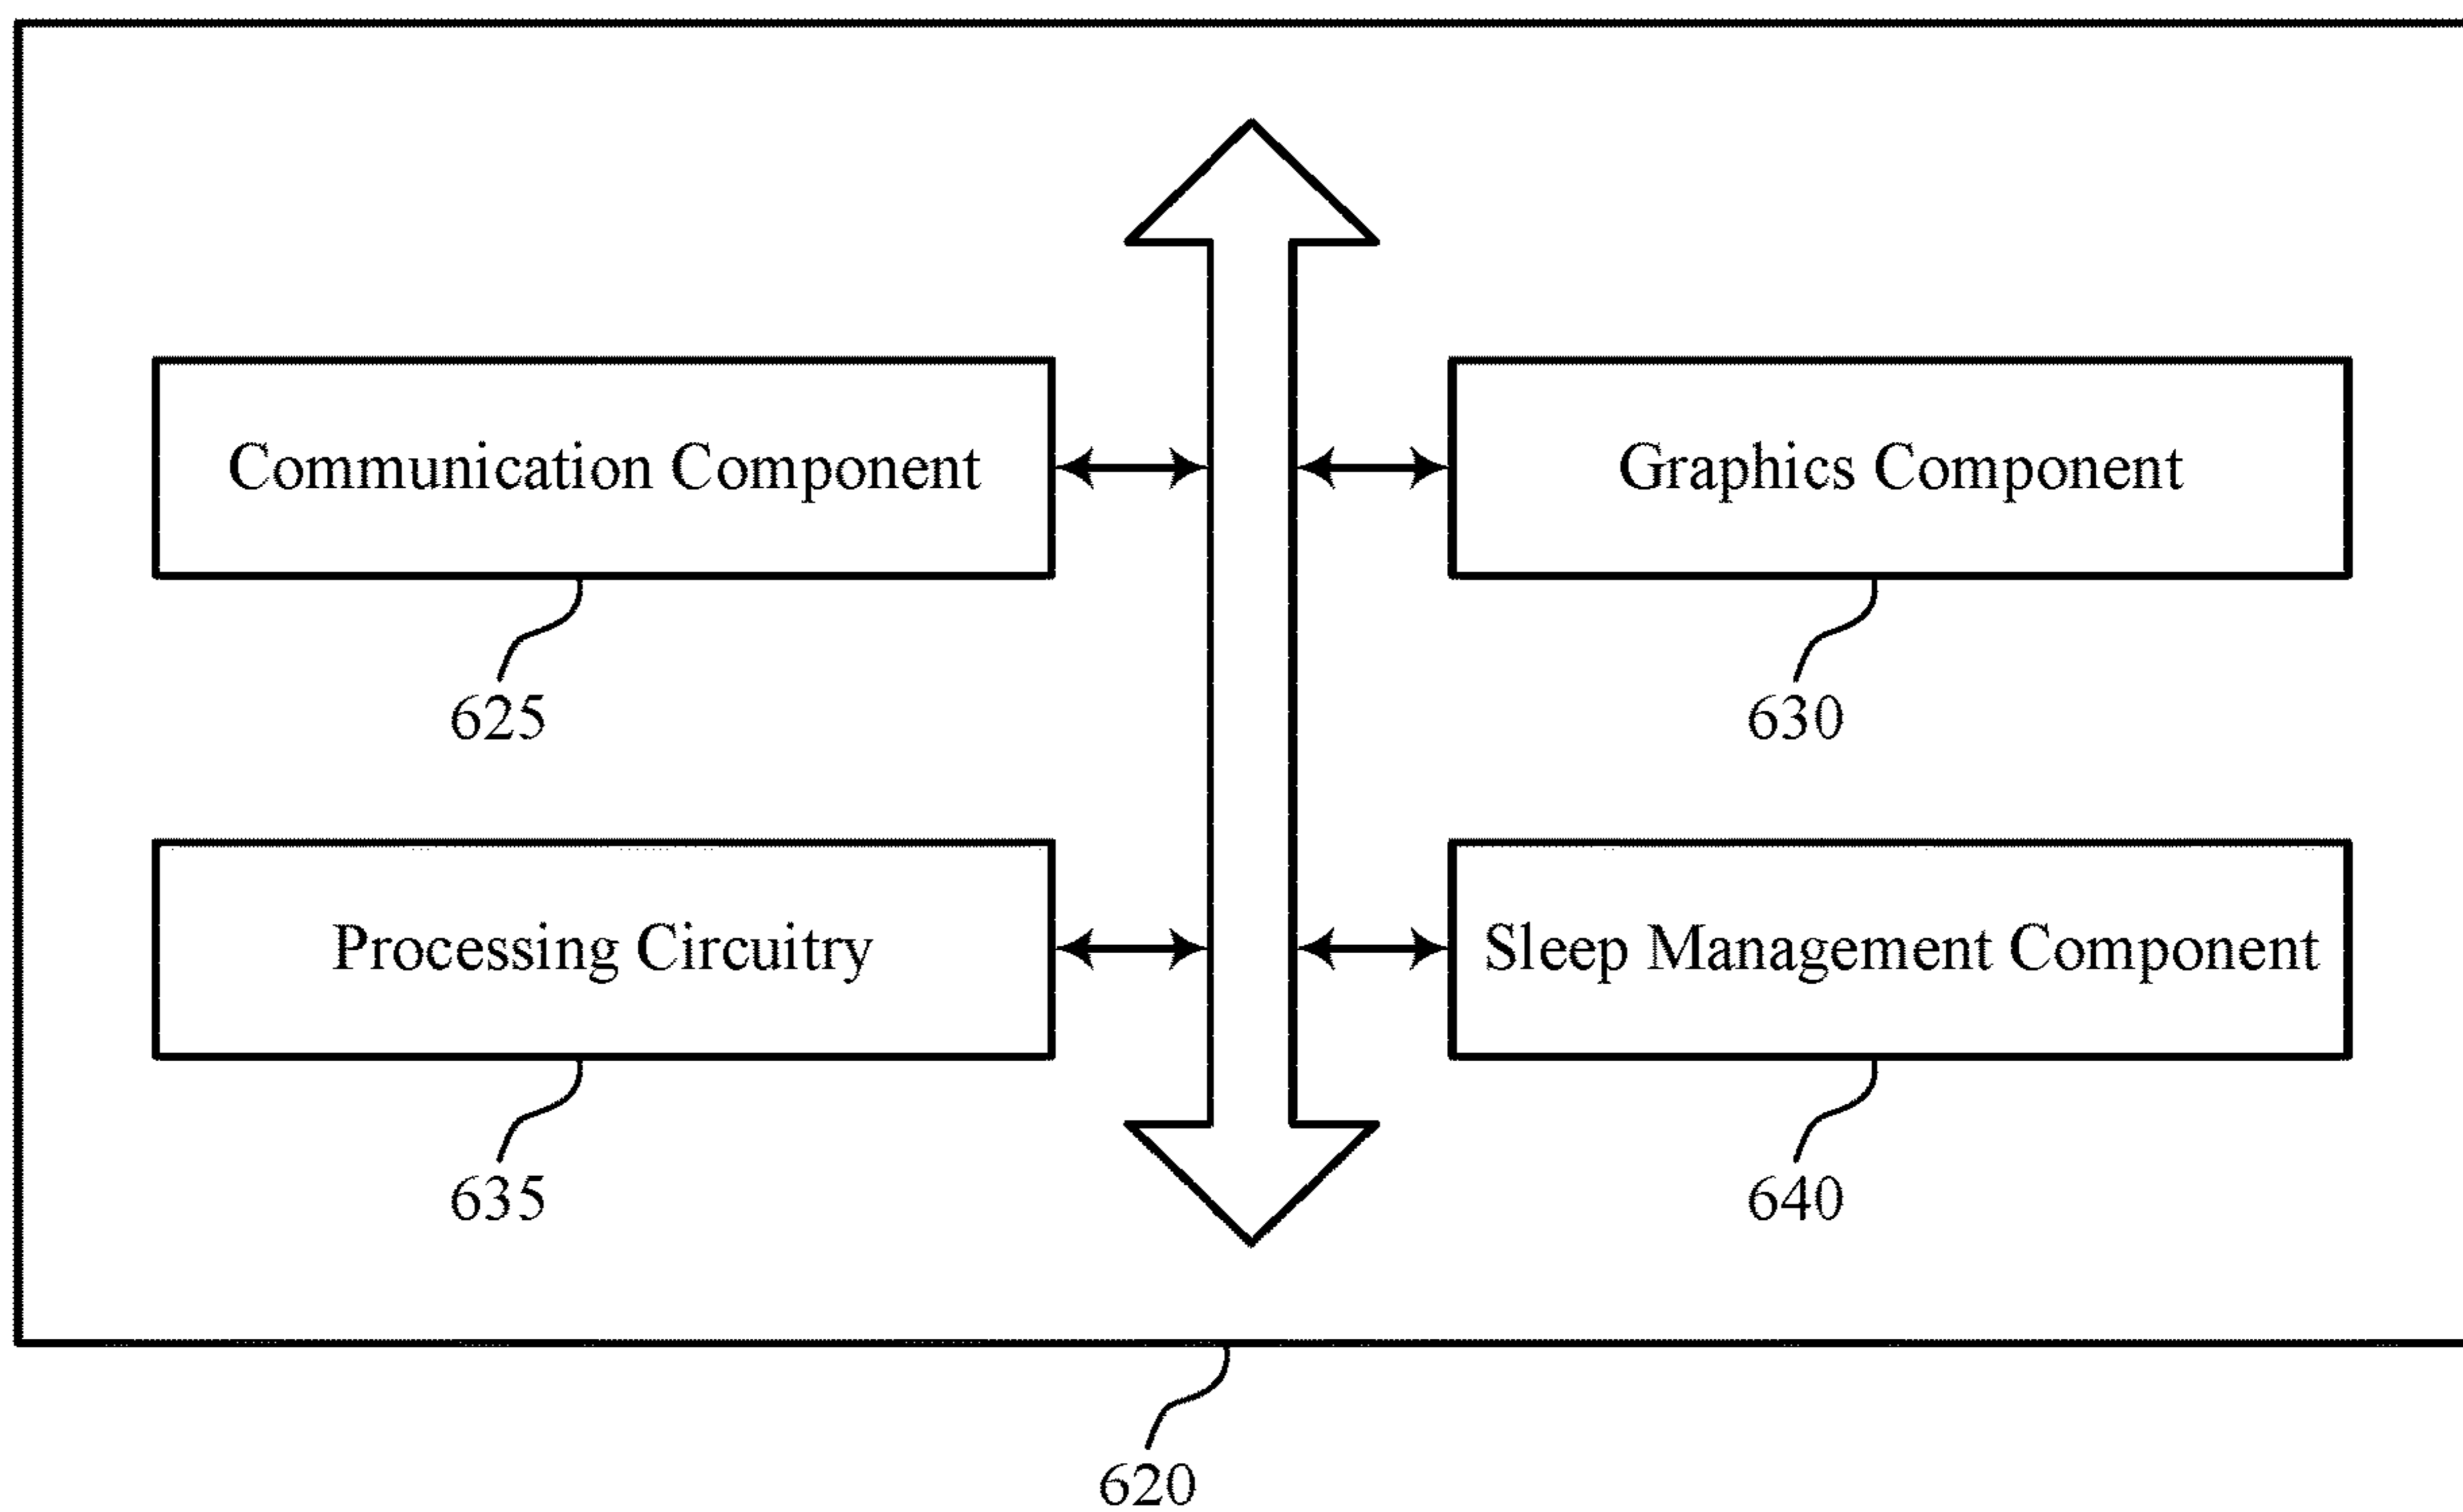 Communication Component
Graphics Component
625
630
Processing Circuitry
Sleep Management Component
635
640
620